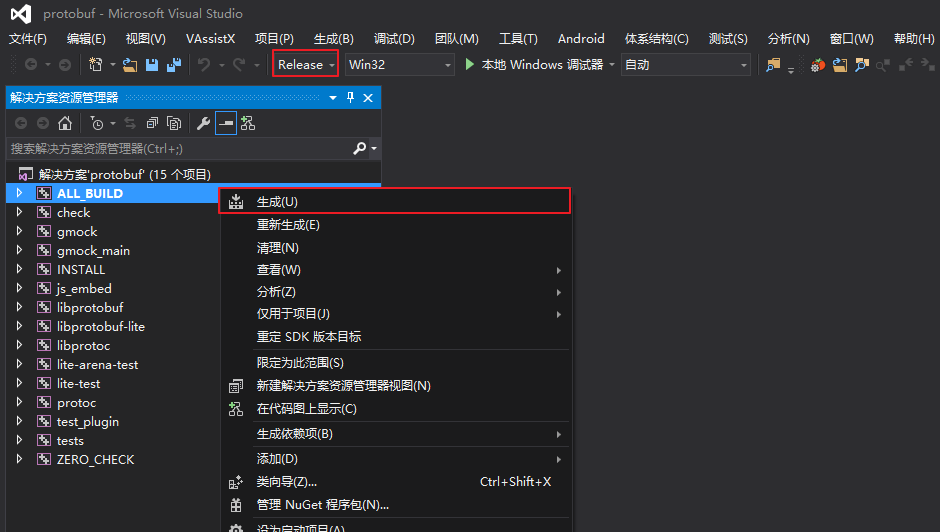 protobuf - Microsoft Visual Studio
文件(F) 编辑(E) 视图(V) VAssistX 项目(P) 生成(B) 调试(D) 团队(M) 工具(T) Android 体系结构(C) 测试(S) 分析(N) 窗口(W) 帮助(H)
Release Win32 本地 Windows 调试器 自动
解决方案资源管理器
搜索解决方案资源管理器(Ctrl+;)
解决方案'protobuf' (15 个项目)
ALL_BUILD
check
gmock
gmock_main
INSTALL
js_embed
libprotobuf
libprotobuf-lite
libprotoc
lite-arena-test
lite-test
protoc
test_plugin
tests
ZERO_CHECK
生成(U)
重新生成(E)
清理(N)
查看(W)
分析(Z)
仅用于项目(J)
重定 SDK 版本目标
限定为此范围(S)
新建解决方案资源管理器视图(N)
在代码图上显示(C)
生成依赖项(B)
添加(D)
类向导(Z)... Ctrl+Shift+X
管理 NuGet 程序包(N)...
设为启动项目(A)